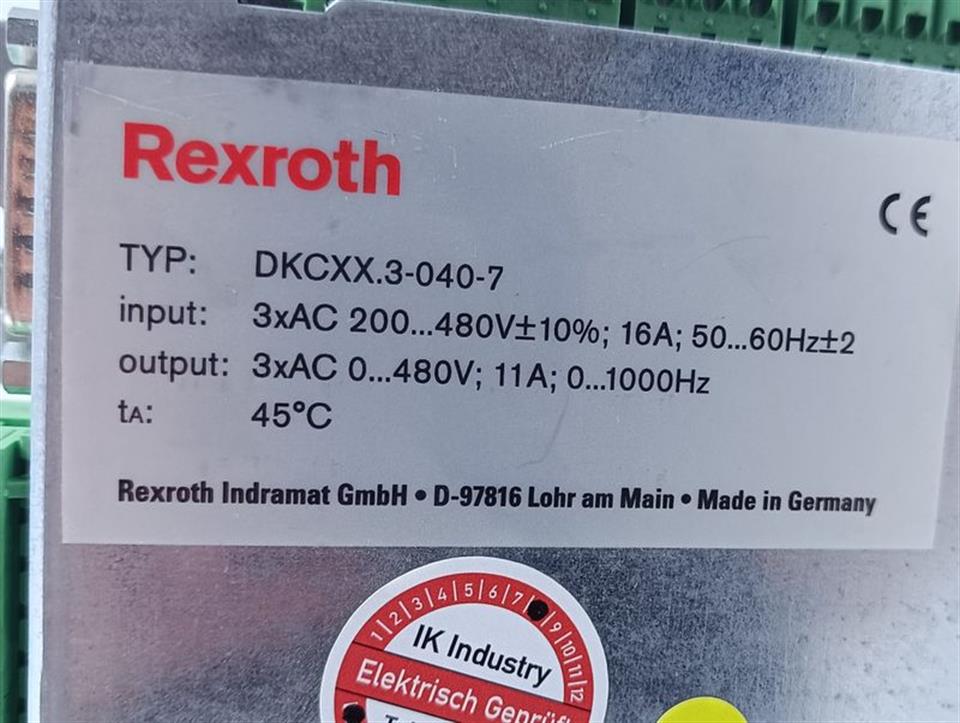 Rexroth
CE
TYP: DKCXX.3-040-7
input: 3xAC 200...480V±10%; 16A; 50...60Hz±2
output: 3xAC 0...480V; 11A; 0...1000Hz
tA: 45°C
Rexroth Indramat GmbH • D-97816 Lohr am Main • Made in Germany
1 2 3 4 5 6 7 9 10 11 12
IK Industry
Elektrisch Geprüft